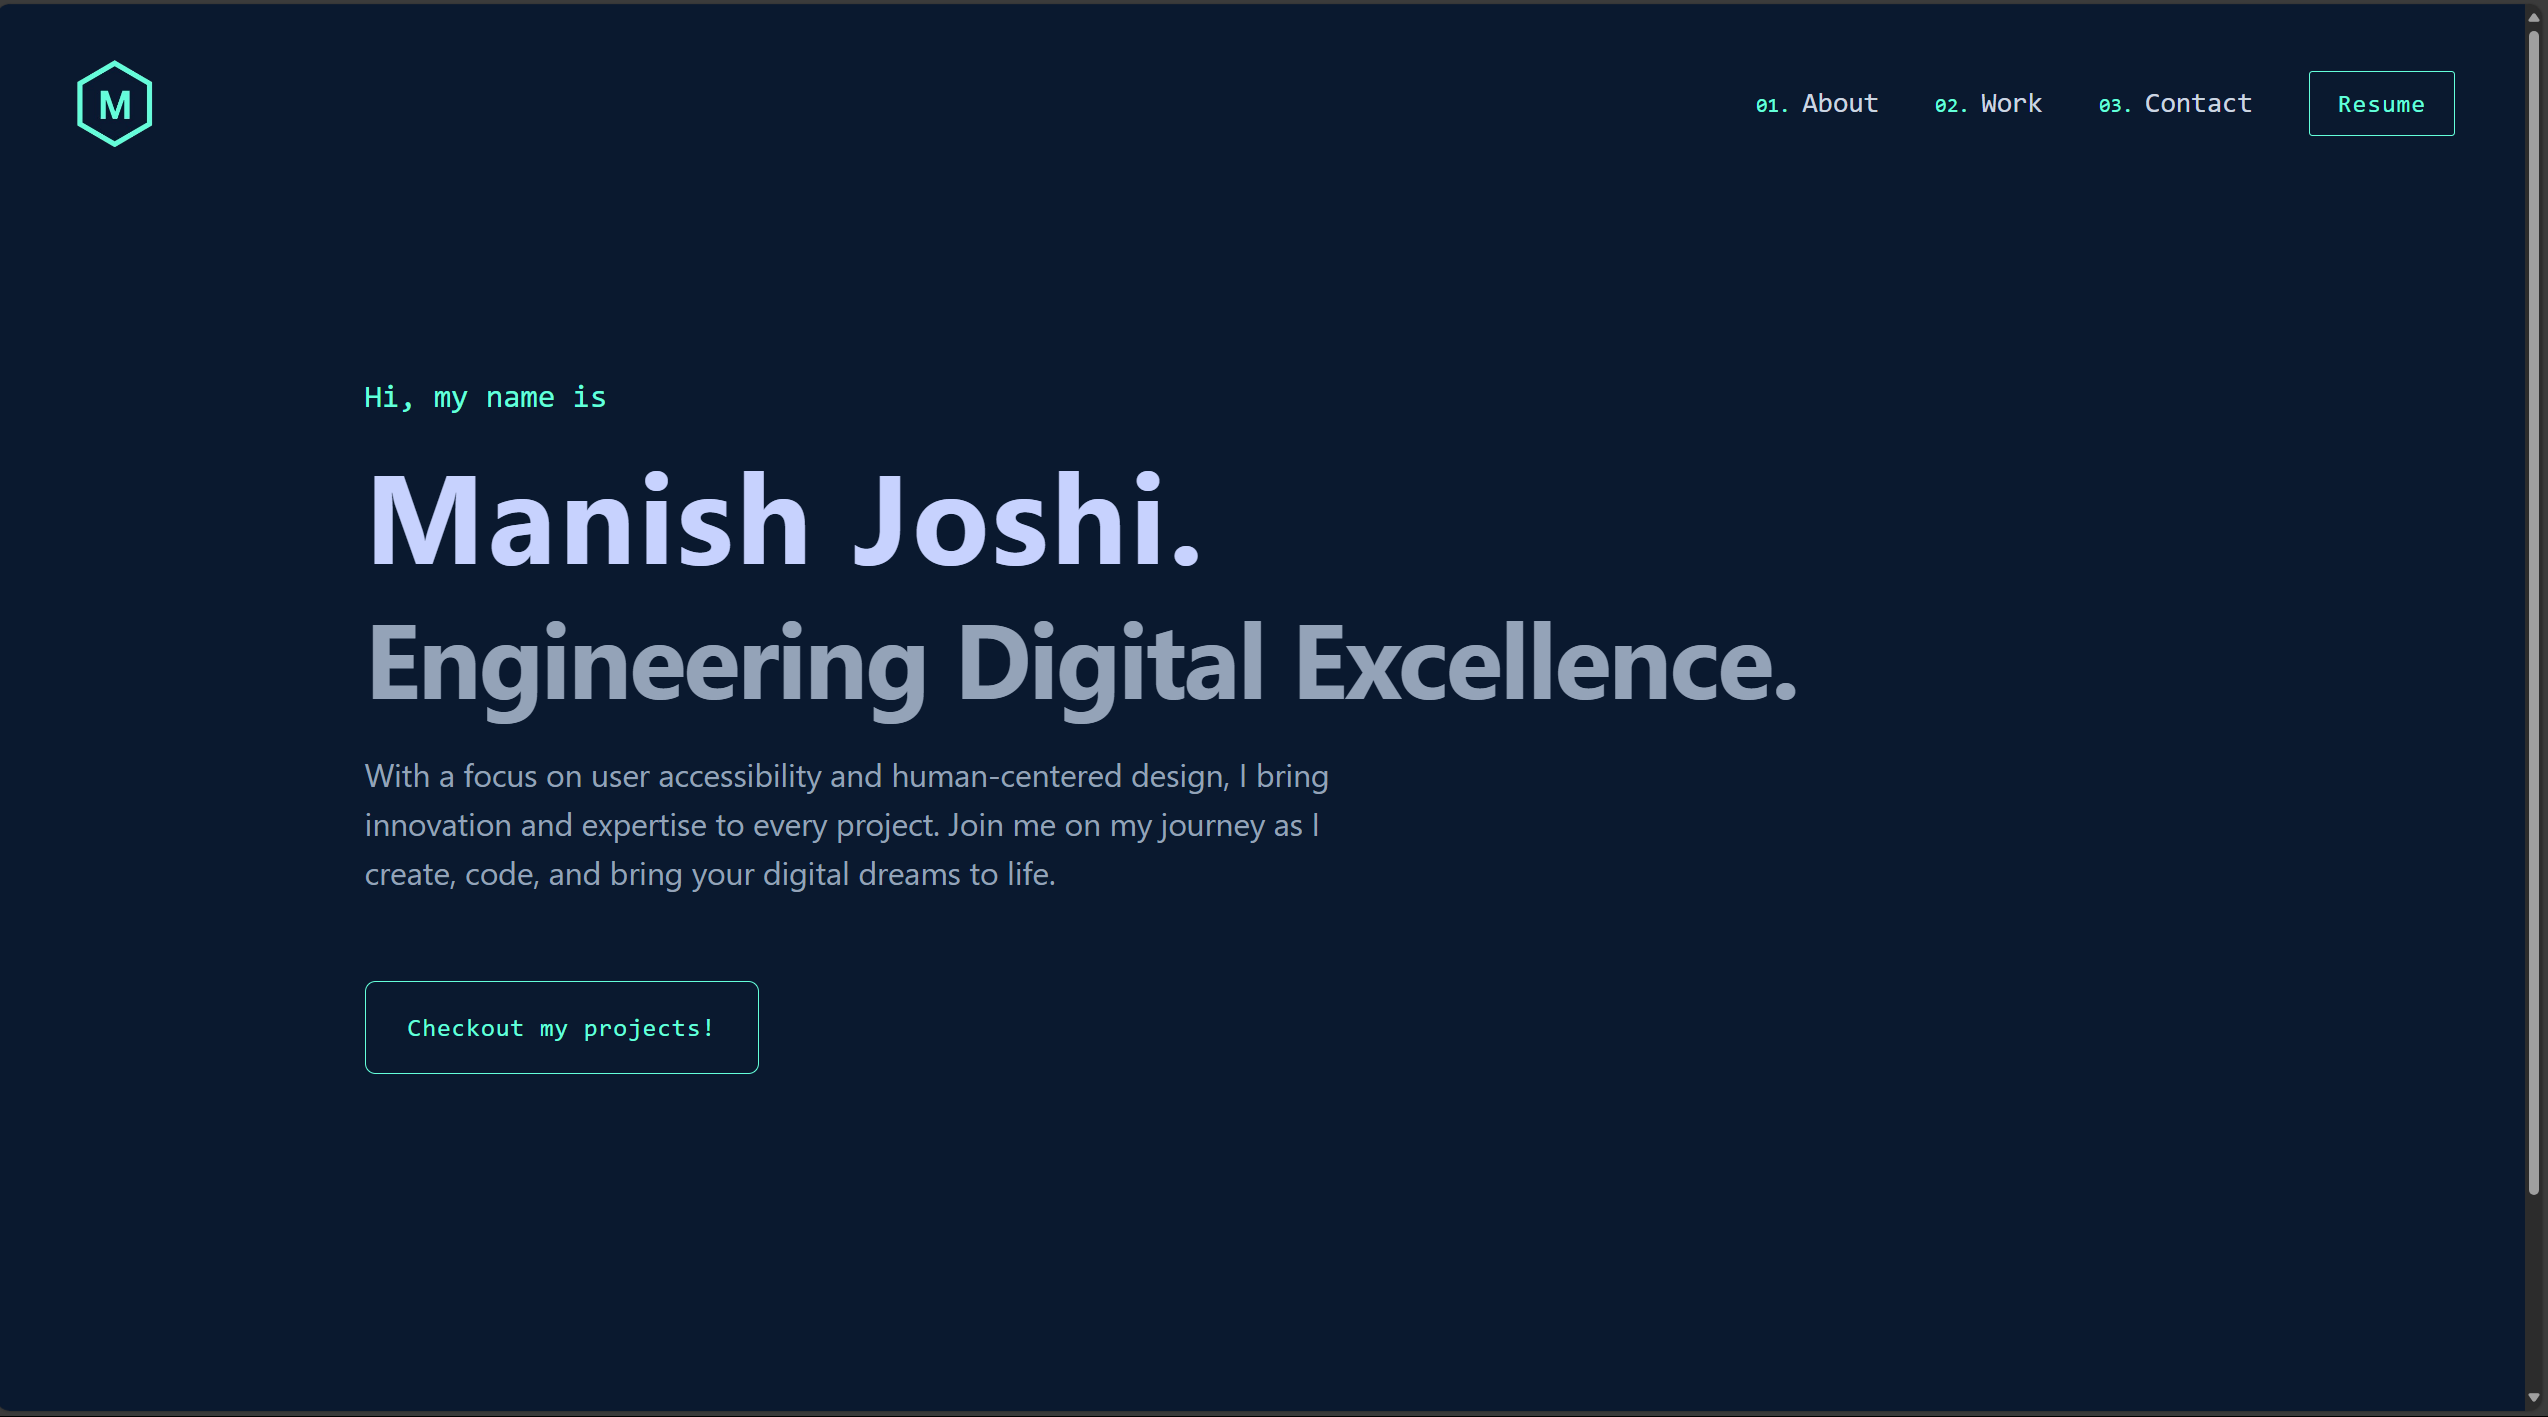 M
01. About 02. Work 03. Contact Resume
Hi, my name is
Manish Joshi.
Engineering Digital Excellence.
With a focus on user accessibility and human-centered design, I bring
innovation and expertise to every project. Join me on my journey as I
create, code, and bring your digital dreams to life.
Checkout my projects!